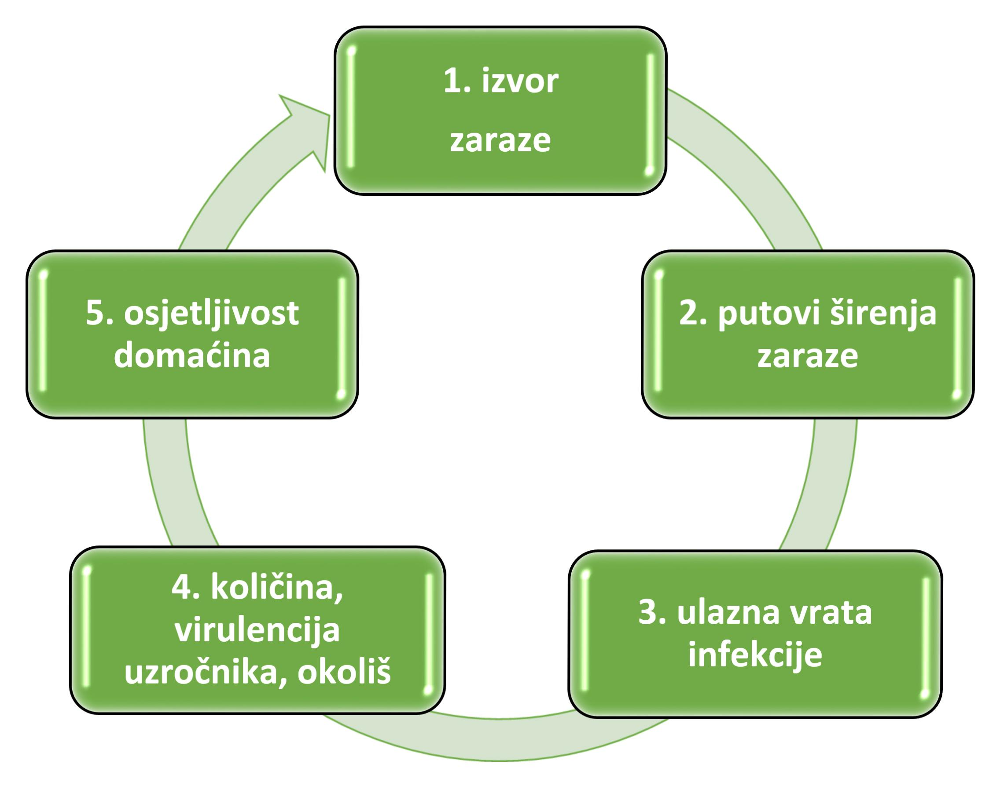 1. izvor
zaraze
2. putovi širenja
zaraze
3. ulazna vrata
infekcije
4. količina,
virulencija
uzročnika, okoliš
5. osjetljivost
domaćina